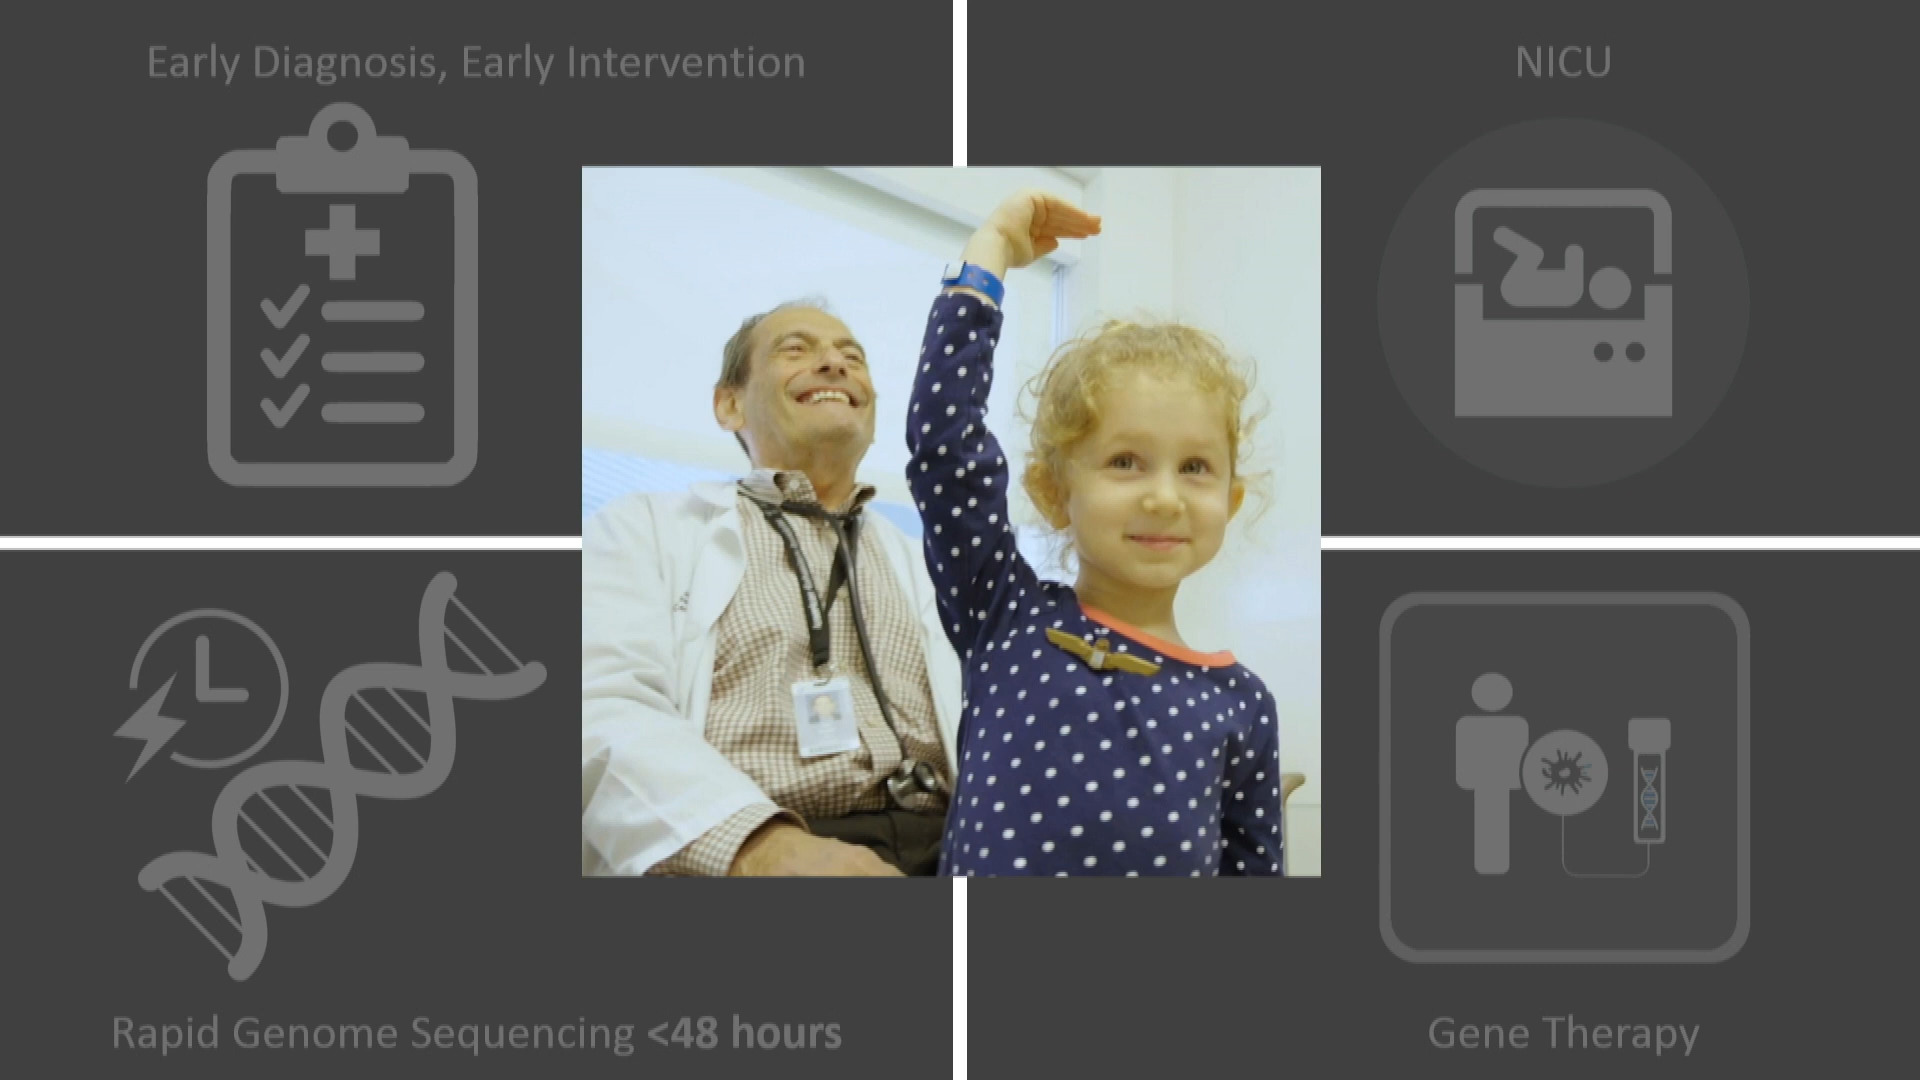 Early Diagnosis, Early Intervention
NICU
Rapid Genome Sequencing <48 hours
Gene Therapy